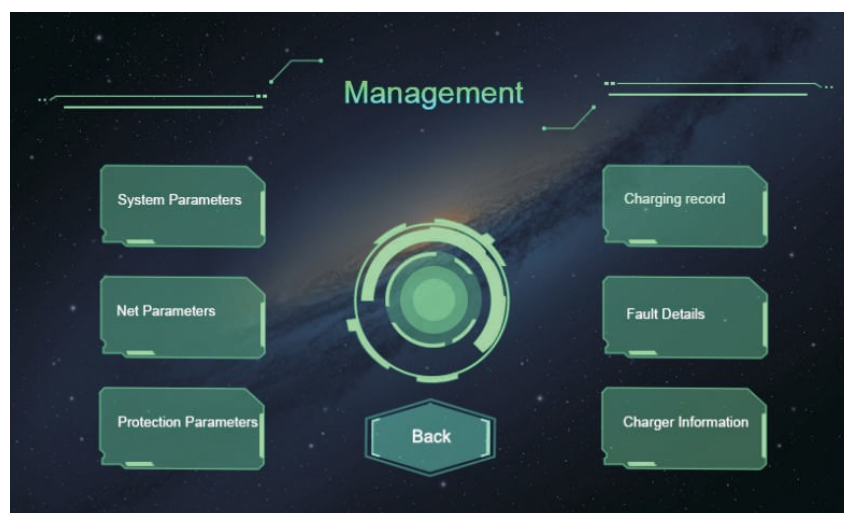 Management
System Parameters
Charging record
Net Parameters
Fault Details
Protection Parameters
Charger Information
Back